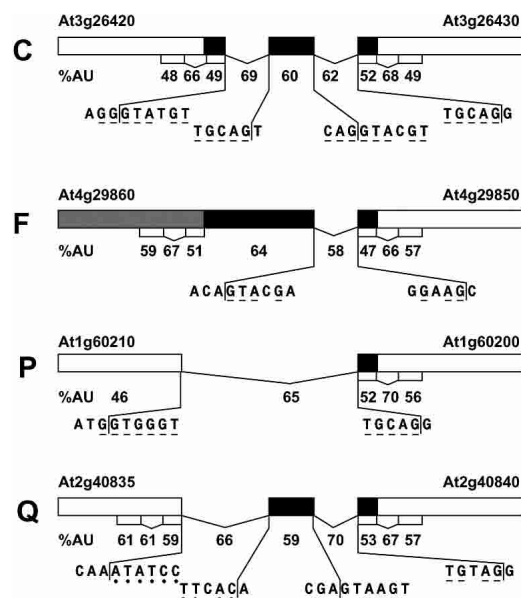 At3g26420 At3g26430
C
%AU 48 66 49 69 60 62 52 68 49
AGGGTATGT TGCAGG
TGCAGT CAGGTACGT
At4g29860 At4g29850
F
%AU 59 67 51 64 58 47 66 57
ACAGTACGA GGAAGC
At1g60210 At1g60200
P
%AU 46 65 52 70 56
ATGGTGGGT TGCAGG
At2g40835 At2g40840
Q
%AU 61 61 59 66 59 70 53 67 57
CAAATATCC TGTAGG
TTCACA CGAGTAAGT